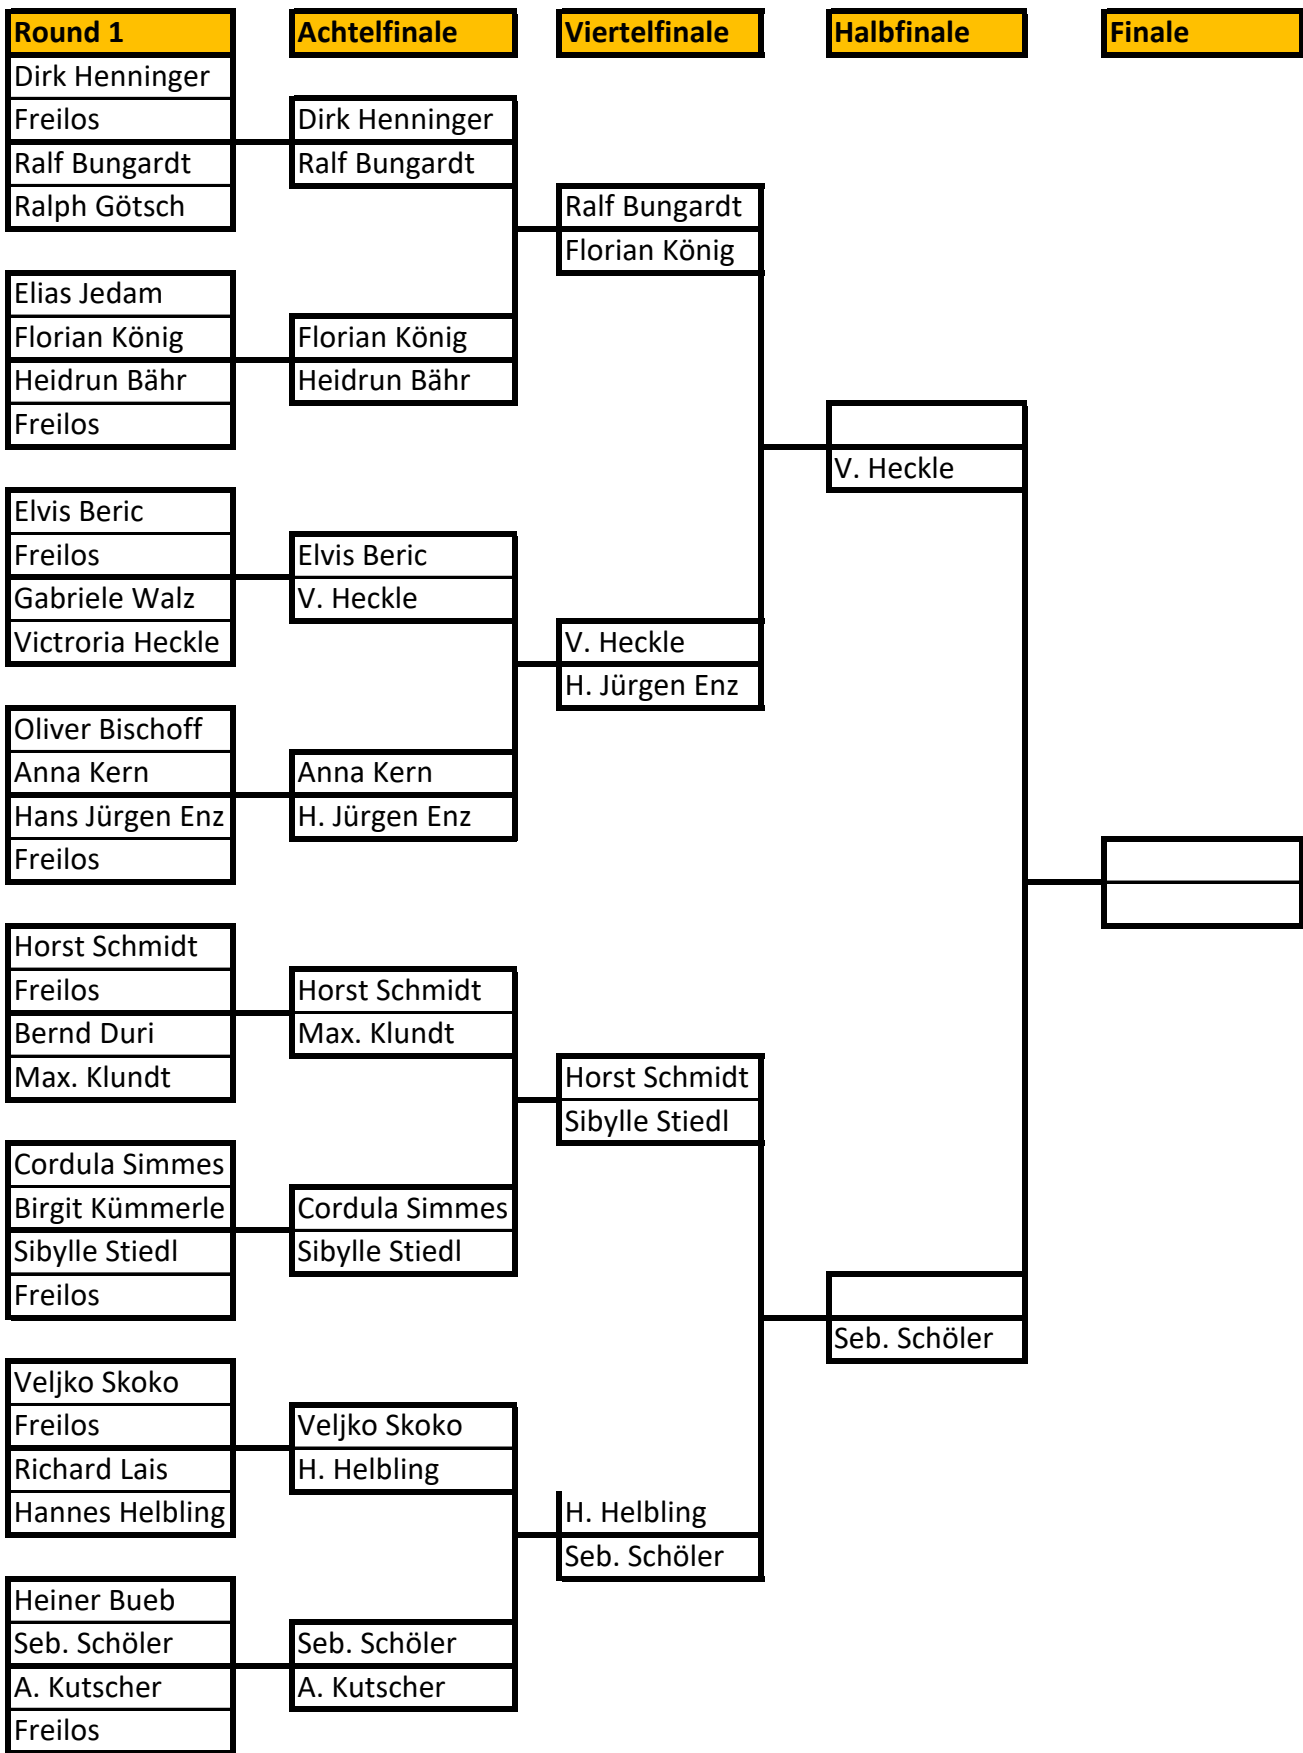 Round 1
Achtelfinale
Viertelfinale
Halbfinale
Finale
Dirk Henninger
Freilos
Ralf Bungardt
Ralph Götsch
Elias Jedam
Florian König
Heidrun Bähr
Freilos
Elvis Beric
Freilos
Gabriele Walz
Victroria Heckle
Oliver Bischoff
Anna Kern
Hans Jürgen Enz
Freilos
Horst Schmidt
Freilos
Bernd Duri
Max. Klundt
Cordula Simmes
Birgit Kümmerle
Sibylle Stiedl
Freilos
Veljko Skoko
Freilos
Richard Lais
Hannes Helbling
Heiner Bueb
Seb. Schöler
A. Kutscher
Freilos
Dirk Henninger
Ralf Bungardt
Florian König
Heidrun Bähr
Elvis Beric
V. Heckle
Anna Kern
H. Jürgen Enz
Horst Schmidt
Max. Klundt
Cordula Simmes
Sibylle Stiedl
Veljko Skoko
H. Helbling
Seb. Schöler
A. Kutscher
Ralf Bungardt
Florian König
V. Heckle
H. Jürgen Enz
Horst Schmidt
Sibylle Stiedl
H. Helbling
Seb. Schöler
V. Heckle
Seb. Schöler